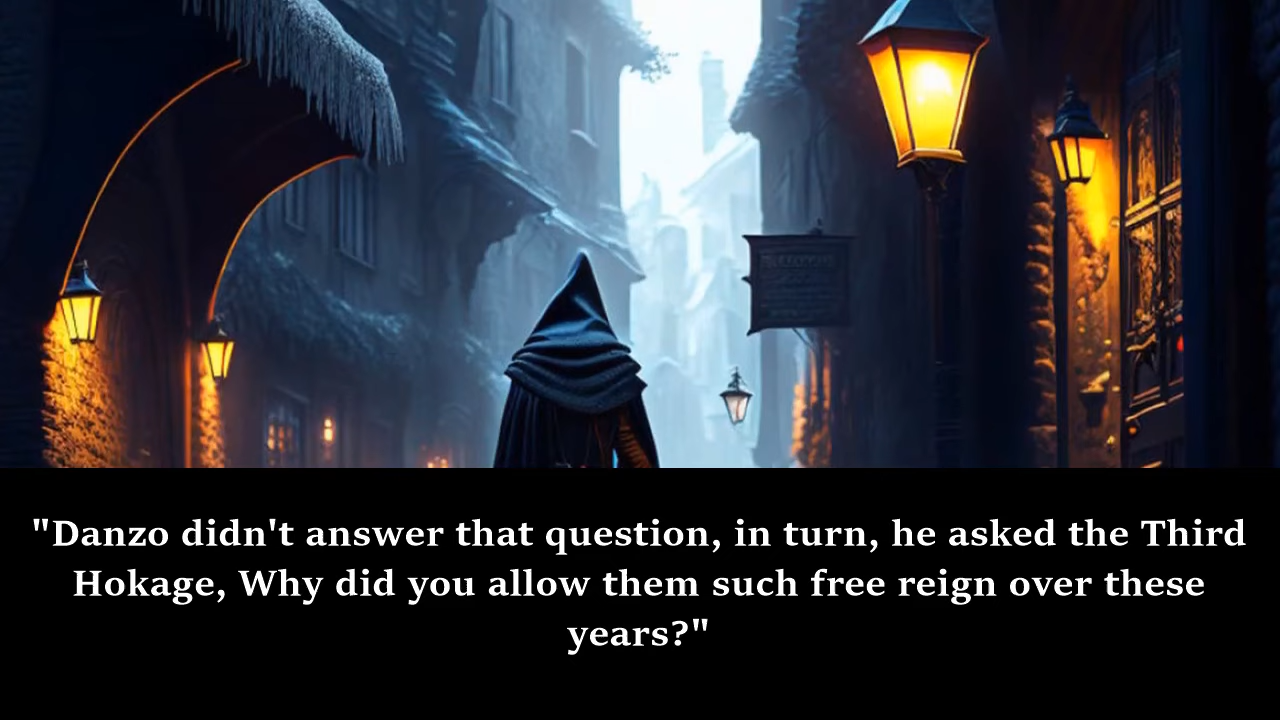 "Danzo didn't answer that question, in turn, he asked the Third
Hokage, Why did you allow them such free reign over these
years?"